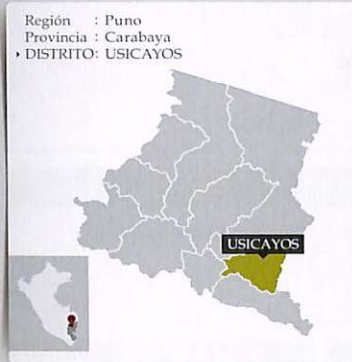 Región : Puno
Provincia : Carabaya
DISTRITO: USICAYOS
USICAYOS